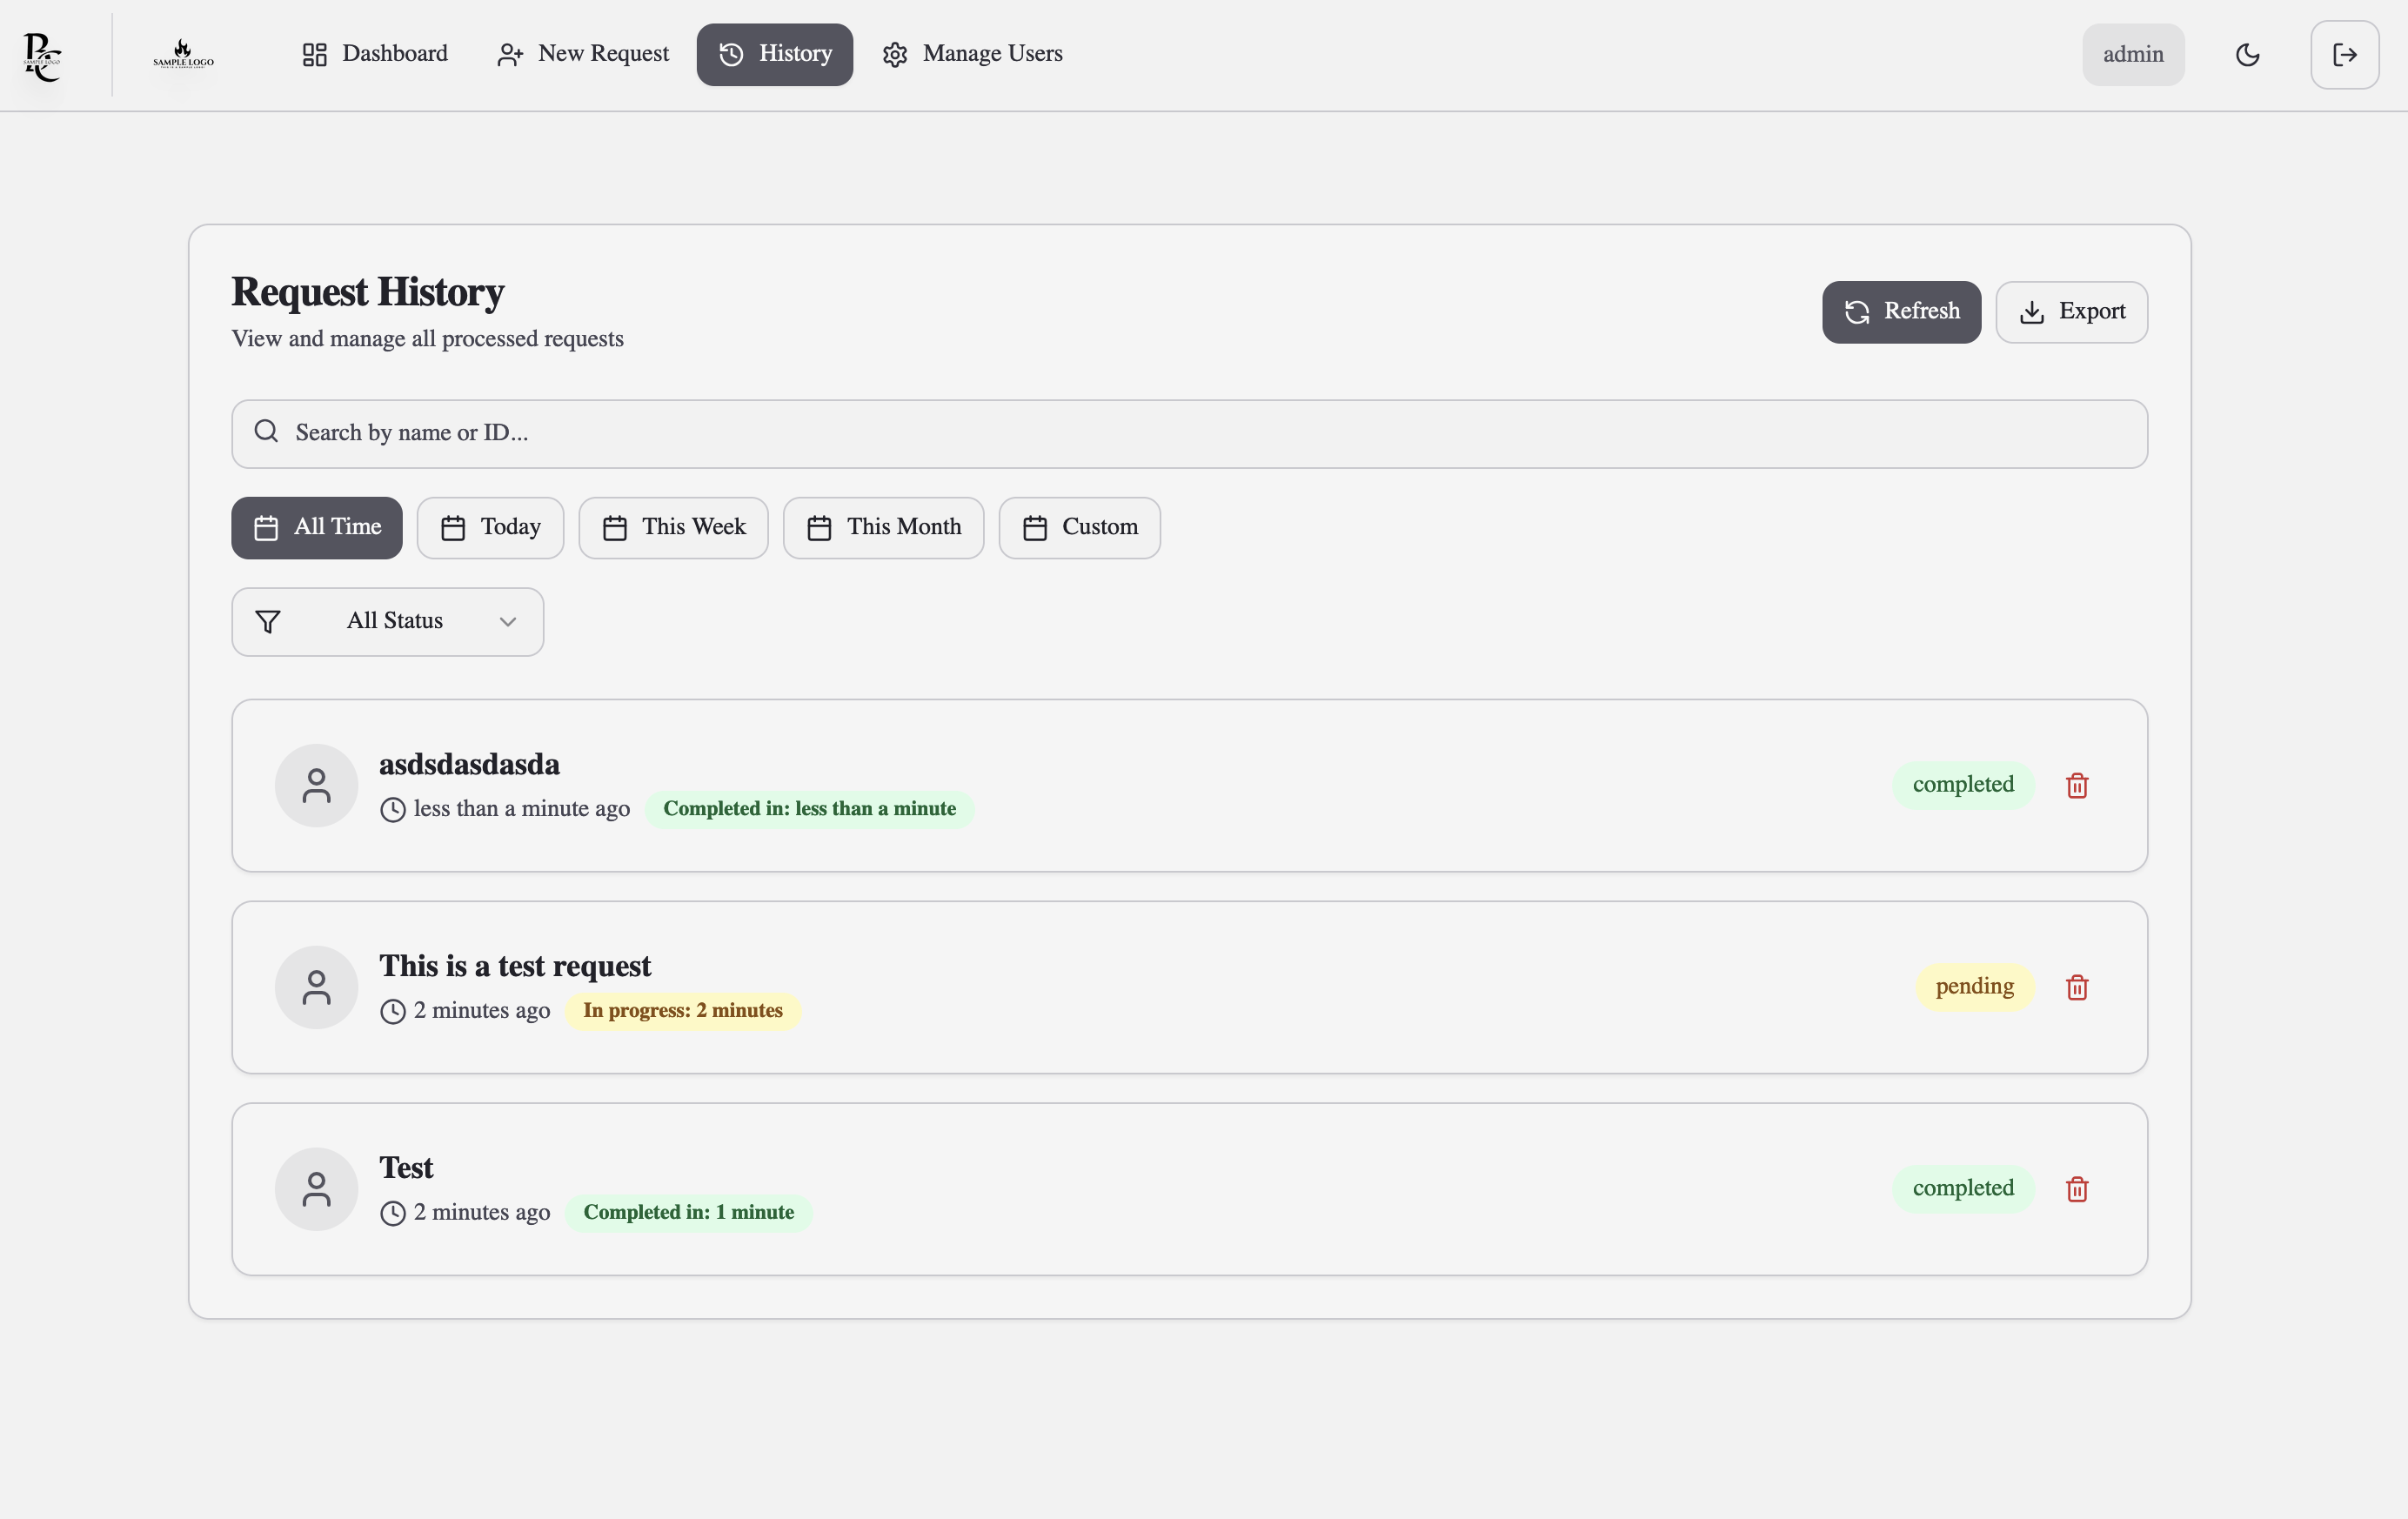 SAMPLE LOGO
SAMPLE LOGO
Dashboard
New Request
History
Manage Users
admin
Request History
View and manage all processed requests
Refresh
Export
Search by name or ID...
All Time
Today
This Week
This Month
Custom
All Status
asdsdasdasda
less than a minute ago
Completed in: less than a minute
completed
This is a test request
2 minutes ago
In progress: 2 minutes
pending
Test
2 minutes ago
Completed in: 1 minute
completed